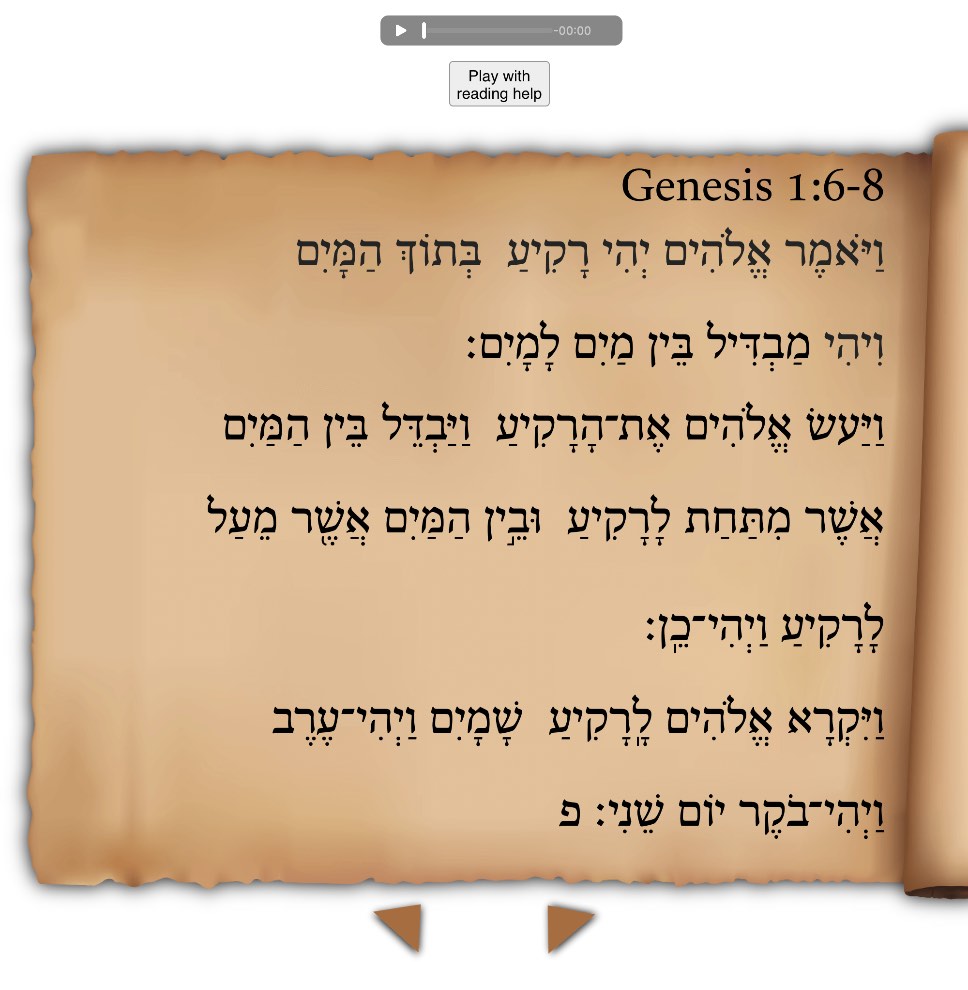 -00:00
Play with
reading help
Genesis 1:6-8
וַיֹּאמֶר אֱלֹהִים יְהִי רָקִיעַ בְּתוֹךְ הַמָּיִם
וִיהִי מַבְדִּיל בֵּין מַיִם לָמָיִם׃
וַיַּעשׂ אֱלֹהִים אֶת־הָרָקִיעַ וַיַּבְדֵּל בֵּין הַמַּיִם
אֲשֶׁר מִתַּחַת לָרָקִיעַ וּבֵ֣ין הַמַּיִם אֲשֶׁ֖ר מֵעַל
לָרָקִיעַ וַיְהִי־כֵֽן׃
וַיִּקְרָא אֱלֹהִים לָֽרָקִיעַ שָׁמָיִם וַיְהִי־עֶרֶב
וַיְהִי־בֹקֶר יוֹם שֵׁנִי׃ פ